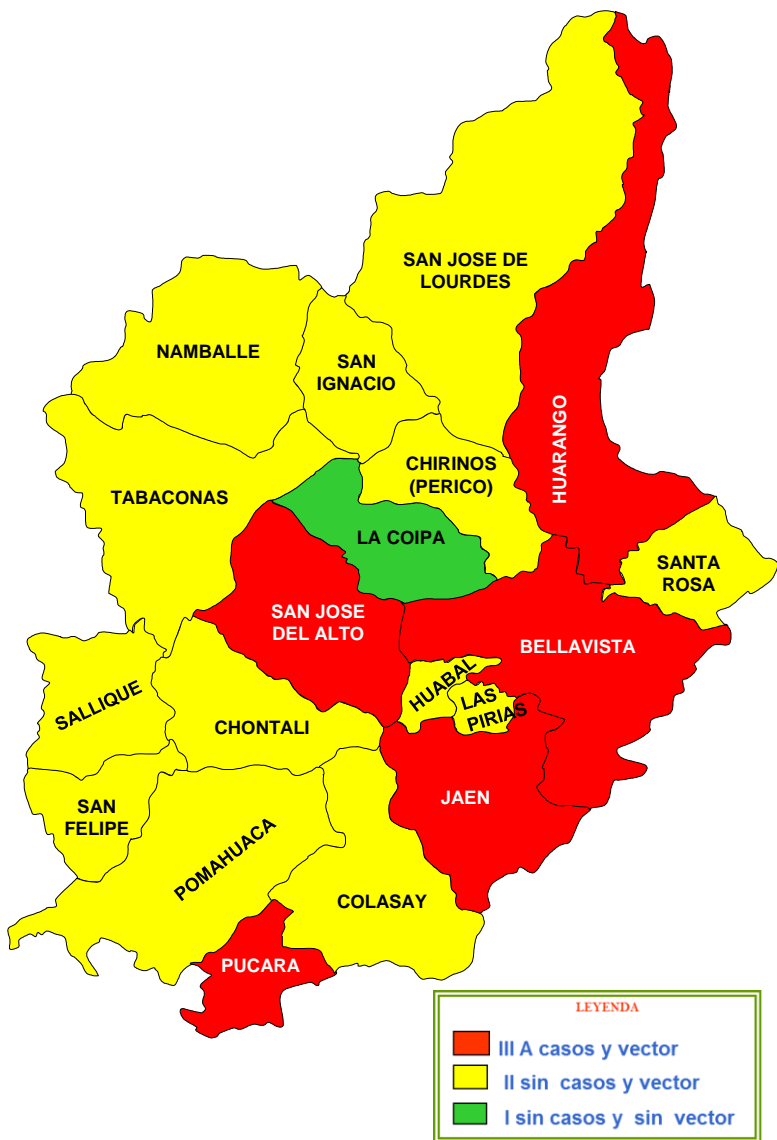 SAN JOSE DE
LOURDES
NAMBALLE
SAN
IGNACIO
HUARANGO
CHIRINOS
(PERICO)
TABACONAS
LA COIPA
SANTA
ROSA
SAN JOSE
DEL ALTO
BELLAVISTA
HUABAL
LAS
PIRIAS
SALLIQUE
CHONTALI
JAEN
SAN
FELIPE
POMAHUACA
COLASAY
PUCARA
LEYENDA
III A casos y vector
II sin casos y vector
I sin casos y sin vector